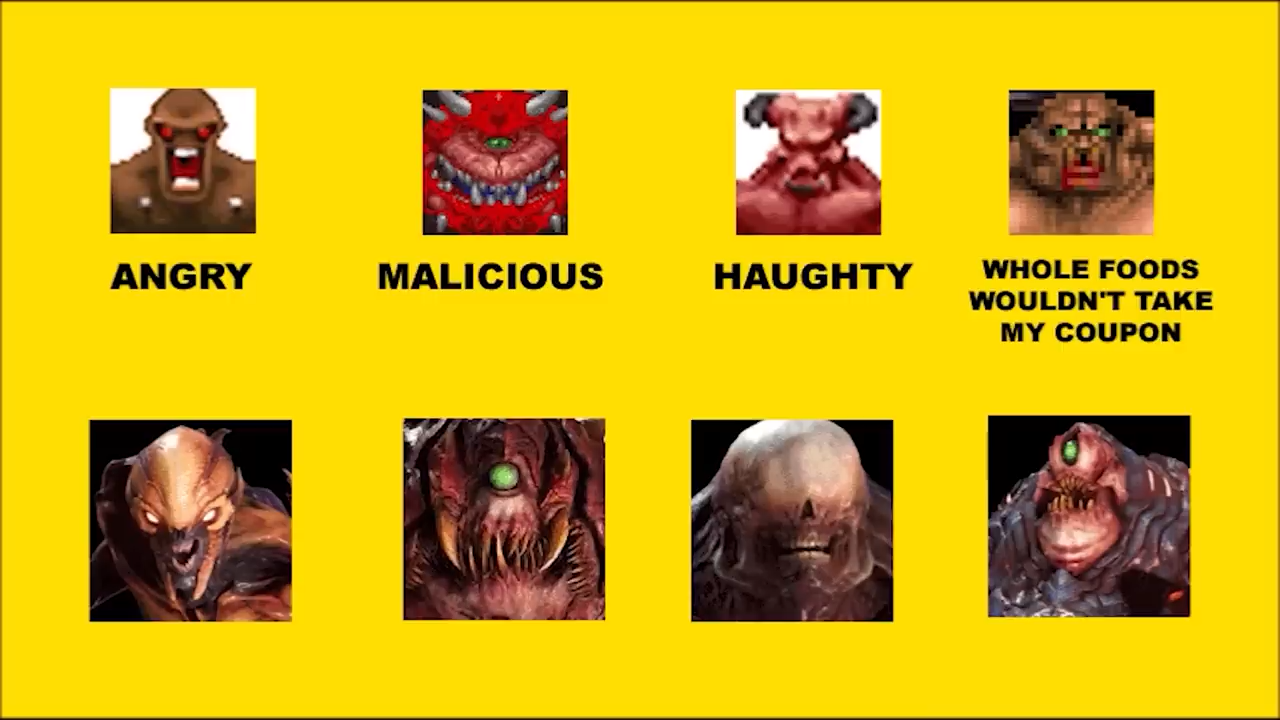 ANGRY
MALICIOUS
HAUGHTY
WHOLE FOODS
WOULDN'T TAKE
MY COUPON